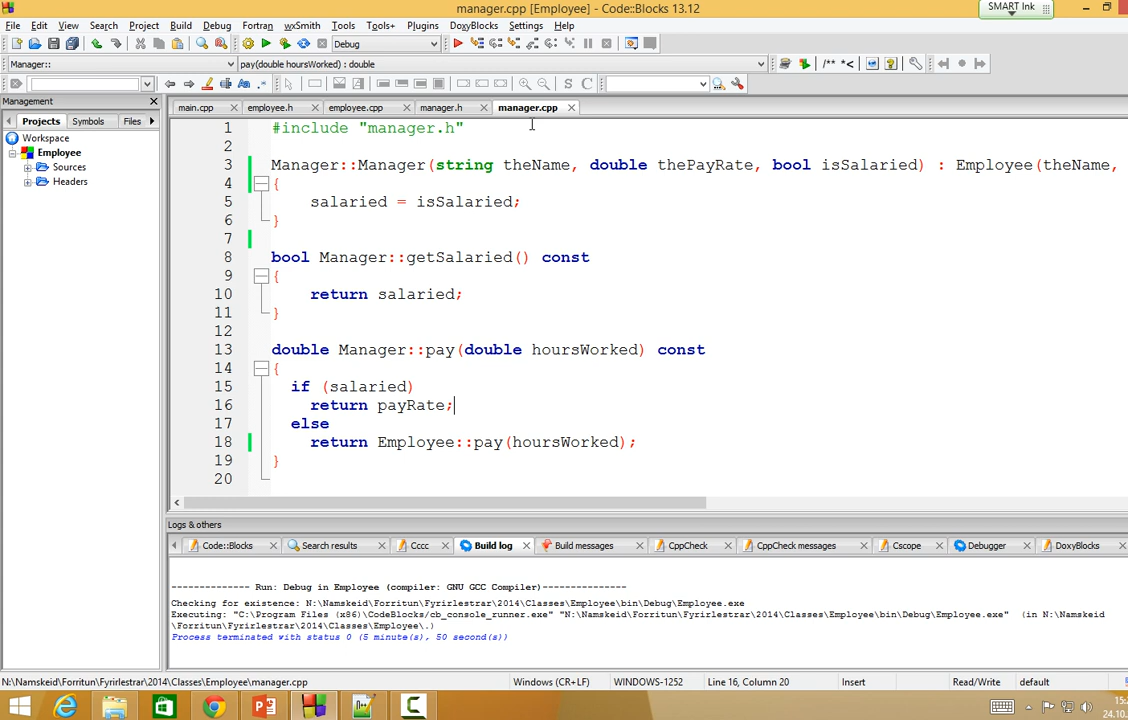 manager.cpp [Employee] - Code::Blocks 13.12
SMART Ink
File Edit View Search Project Build Debug Fortran wxSmith Tools Tools+ Plugins DoxyBlocks Settings Help
Debug
Manager:: pay(double hoursWorked) : double /** *<
Aa .* S C
Management
main.cpp employee.h employee.cpp manager.h manager.cpp
Projects Symbols Files
Workspace
Employee
Sources
Headers
1 #include "manager.h"
2
3 Manager::Manager(string theName, double thePayRate, bool isSalaried) : Employee(theName,
4 {
5 salaried = isSalaried;
6 }
7
8 bool Manager::getSalaried() const
9 {
10 return salaried;
11 }
12
13 double Manager::pay(double hoursWorked) const
14 {
15 if (salaried)
16 return payRate;
17 else
18 return Employee::pay(hoursWorked);
19 }
20
Logs & others
Code::Blocks Search results Cccc Build log Build messages CppCheck CppCheck messages Cscope Debugger DoxyBlocks
-------------- Run: Debug in Employee (compiler: GNU GCC Compiler)---------------
Checking for existence: N:\Namskeid\Forritun\Fyrirlestrar\2014\Classes\Employee\bin\Debug\Employee.exe
Executing: "C:\Program Files (x86)\CodeBlocks/cb_console_runner.exe" "N:\Namskeid\Forritun\Fyrirlestrar\2014\Classes\Employee\bin\Debug\Employee.exe" (in N:\Namskeid
\Forritun\Fyrirlestrar\2014\Classes\Employee\.)
Process terminated with status 0 (5 minute(s), 50 second(s))
N:\Namskeid\Forritun\Fyrirlestrar\2014\Classes\Employee\manager.cpp Windows (CR+LF) WINDOWS-1252 Line 16, Column 20 Insert Read/Write default
24.10.